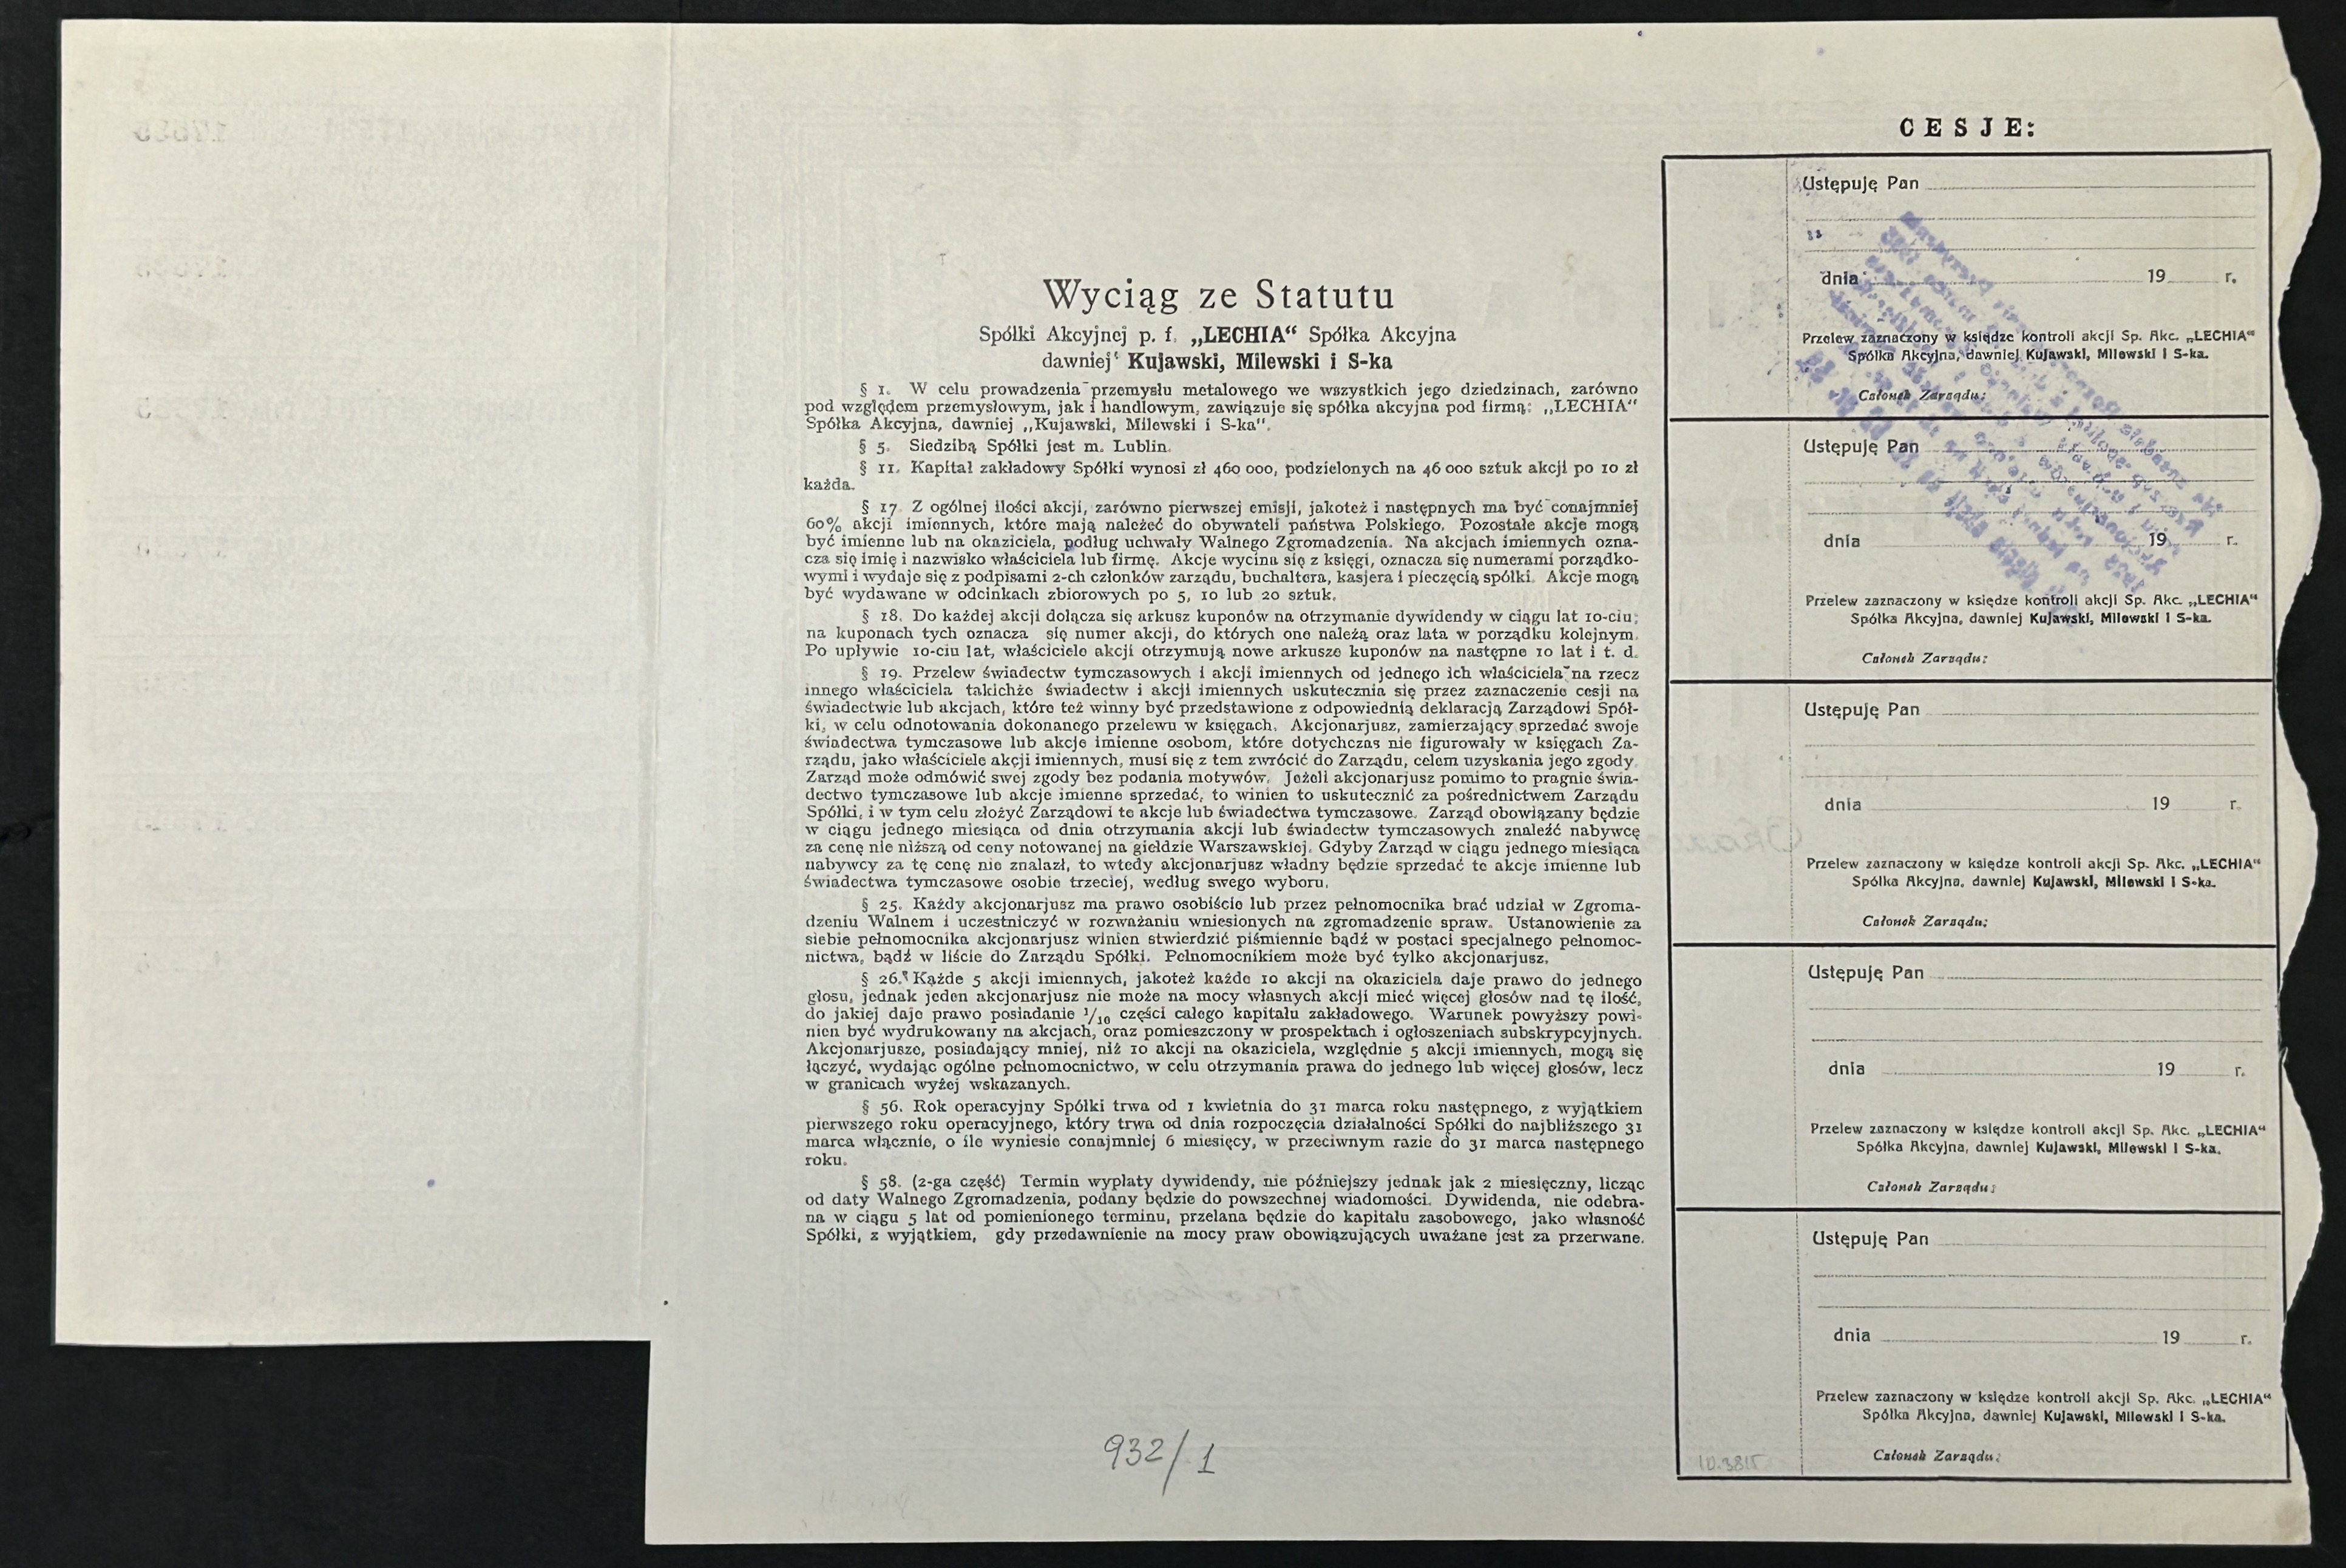 Wyciąg ze Statutu
Spółki Akcyjnej p. f. „LECHIA“ Spółka Akcyjna
dawniej Kujawski, Milewski i S-ka
§ 1. W celu prowadzenia przemysłu metalowego we wszystkich jego dziedzinach, zarówno
pod względem przemysłowym, jak i handlowym, zawiązuje się spółka akcyjna pod firmą: „LECHIA“
Spółka Akcyjna, dawniej „Kujawski, Milewski i S-ka“.
§ 5. Siedzibą Spółki jest m. Lublin.
§ 11. Kapitał zakładowy Spółki wynosi zł 460 000, podzielonych na 46 000 sztuk akcji po 10 zł
każda.
§ 17. Z ogólnej ilości akcji, zarówno pierwszej emisji, jakoteż i następnych ma być conajmniej
60% akcji imiennych, które mają należeć do obywateli państwa Polskiego. Pozostałe akcje mogą
być imienne lub na okaziciela, podług uchwały Walnego Zgromadzenia. Na akcjach imiennych ozna-
cza się imię i nazwisko właściciela lub firmę. Akcje wycina się z księgi, oznacza się numerami porządko-
wymi i wydaje się z podpisami 2-ch członków zarządu, buchaltera, kasjera i pieczęcią spółki. Akcje mogą
być wydawane w odcinkach zbiorowych po 5, 10 lub 20 sztuk.
§ 18. Do każdej akcji dołącza się arkusz kuponów na otrzymanie dywidendy w ciągu lat 10-ciu;
na kuponach tych oznacza się numer akcji, do których one należą oraz lata w porządku kolejnym.
Po upływie 10-ciu lat, właściciele akcji otrzymują nowe arkusze kuponów na następne 10 lat i t. d.
§ 19. Przelew świadectw tymczasowych i akcji imiennych od jednego ich właściciela na rzecz
innego właściciela takichże świadectw i akcji imiennych uskutecznia się przez zaznaczenie cesji na
świadectwie lub akcjach, które też winny być przedstawione z odpowiednią deklaracją Zarządowi Spół-
ki, w celu odnotowania dokonanego przelewu w księgach. Akcjonarjusz, zamierzający sprzedać swoje
świadectwa tymczasowe lub akcje imienne osobom, które dotychczas nie figurowały w księgach Za-
rządu, jako właściciele akcji imiennych, musi się z tem zwrócić do Zarządu, celem uzyskania jego zgody.
Zarząd może odmówić swej zgody bez podania motywów. Jeżeli akcjonarjusz pomimo to pragnie świa-
dectwo tymczasowe lub akcje imienne sprzedać, to winien to uskutecznić za pośrednictwem Zarządu
Spółki, i w tym celu złożyć Zarządowi te akcje lub świadectwa tymczasowe. Zarząd obowiązany będzie
w ciągu jednego miesiąca od dnia otrzymania akcji lub świadectw tymczasowych znaleźć nabywcę
za cenę nie niższą od ceny notowanej na giełdzie Warszawskiej. Gdyby Zarząd w ciągu jednego miesiąca
nabywcy za tę cenę nie znalazł, to wtedy akcjonarjusz władny będzie sprzedać te akcje imienne lub
świadectwa tymczasowe osobie trzeciej, według swego wyboru.
§ 25. Każdy akcjonarjusz ma prawo osobiście lub przez pełnomocnika brać udział w Zgroma-
dzeniu Walnem i uczestniczyć w rozważaniu wniesionych na zgromadzenie spraw. Ustanowienie za
siebie pełnomocnika akcjonarjusz winien stwierdzić piśmiennie bądź w postaci specjalnego pełnomoc-
nictwa, bądź w liście do Zarządu Spółki. Pełnomocnikiem może być tylko akcjonarjusz.
§ 26. Każde 5 akcji imiennych, jakoteż każde 10 akcji na okaziciela daje prawo do jednego
głosu, jednak jeden akcjonarjusz nie może na mocy własnych akcji mieć więcej głosów nad tę ilość,
do jakiej daje prawo posiadanie 1/10 części całego kapitału zakładowego. Warunek powyższy powi-
nien być wydrukowany na akcjach, oraz pomieszczony w prospektach i ogłoszeniach subskrypcyjnych.
Akcjonarjusze, posiadający mniej, niż 10 akcji na okaziciela, względnie 5 akcji imiennych, mogą się
łączyć, wydając ogólne pełnomocnictwo, w celu otrzymania prawa do jednego lub więcej głosów, lecz
w granicach wyżej wskazanych.
§ 56. Rok operacyjny Spółki trwa od 1 kwietnia do 31 marca roku następnego, z wyjątkiem
pierwszego roku operacyjnego, który trwa od dnia rozpoczęcia działalności Spółki do najbliższego 31
marca włącznie, o ile wyniesie conajmniej 6 miesięcy, w przeciwnym razie do 31 marca następnego
roku.
§ 58. (2-ga część) Termin wypłaty dywidendy, nie późniejszy jednak jak 2 miesięczny, licząc
od daty Walnego Zgromadzenia, podany będzie do powszechnej wiadomości. Dywidenda, nie odebra-
na w ciągu 5 lat od pomienionego terminu, przelana będzie do kapitału zasobowego, jako własność
Spółki, z wyjątkiem, gdy przedawnienie na mocy praw obowiązujących uważane jest za przerwane.
932/1
CESJE:
Ustępuję Pan
dnia 19 r.
Przelew zaznaczony w księdze kontroli akcji Sp. Akc. „LECHIA“
Spółka Akcyjna, dawniej Kujawski, Milewski i S-ka.
Członek Zarządu:
Ustępuję Pan
dnia 19 r.
Przelew zaznaczony w księdze kontroli akcji Sp. Akc. „LECHIA“
Spółka Akcyjna, dawniej Kujawski, Milewski i S-ka.
Członek Zarządu:
Ustępuję Pan
dnia 19 r.
Przelew zaznaczony w księdze kontroli akcji Sp. Akc. „LECHIA“
Spółka Akcyjna, dawniej Kujawski, Milewski i S-ka.
Członek Zarządu:
Ustępuję Pan
dnia 19 r.
Przelew zaznaczony w księdze kontroli akcji Sp. Akc. „LECHIA“
Spółka Akcyjna, dawniej Kujawski, Milewski i S-ka.
Członek Zarządu:
Ustępuję Pan
dnia 19 r.
Przelew zaznaczony w księdze kontroli akcji Sp. Akc. „LECHIA“
Spółka Akcyjna, dawniej Kujawski, Milewski i S-ka.
Członek Zarządu: